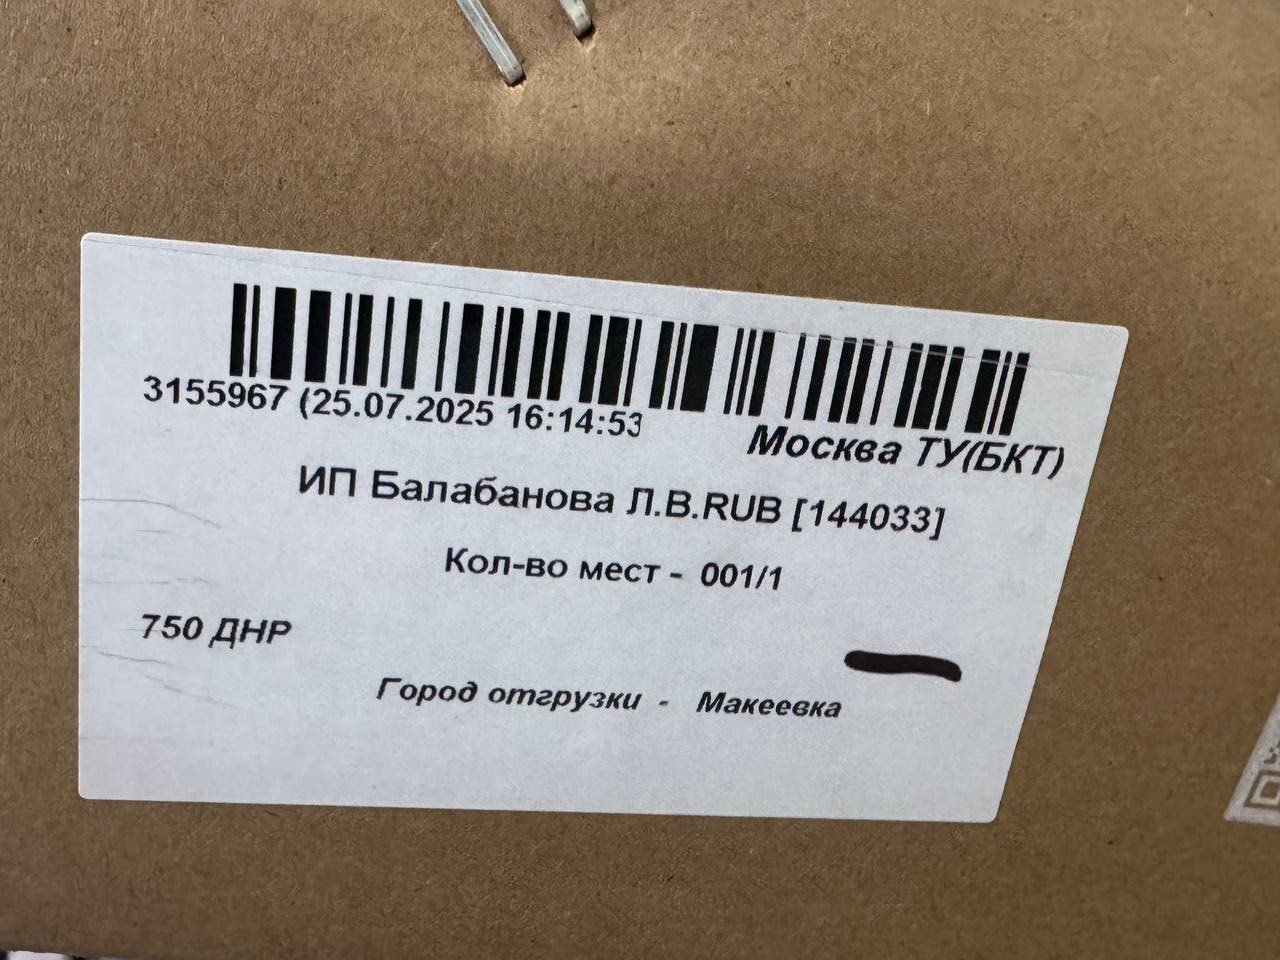 3155967 (25.07.2025 16:14:53
Москва ТУ(БКТ)
ИП Балабанова Л.В.RUB [144033]
Кол-во мест - 001/1
750 ДНР
Город отгрузки - Макеевка